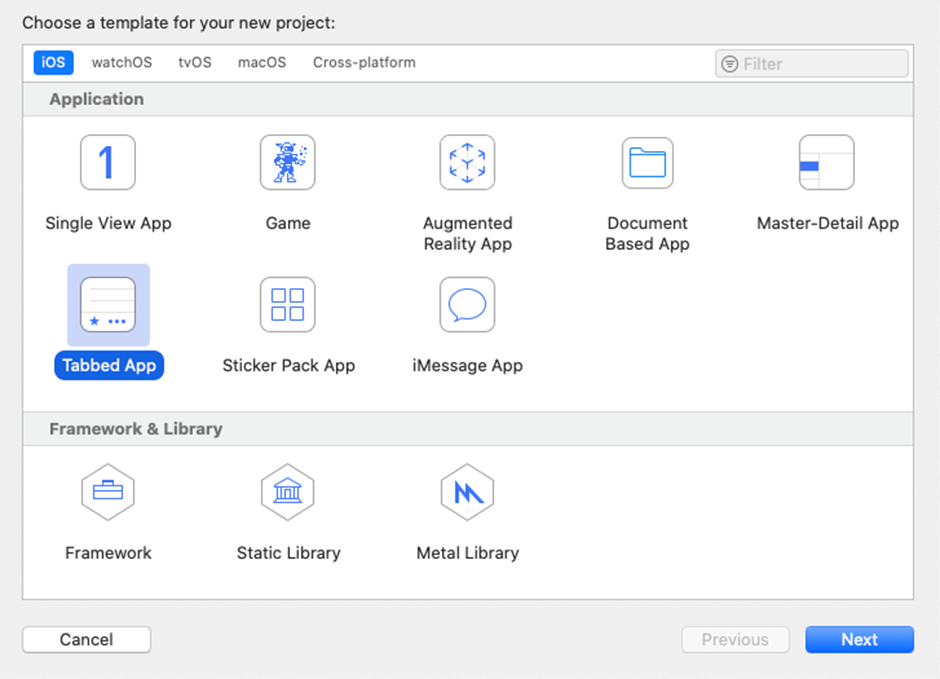 Choose a template for your new project:
iOS watchOS tvOS macOS Cross-platform Filter
Application
1
Single View App Game Augmented Reality App Document Based App Master-Detail App
Tabbed App Sticker Pack App iMessage App
Framework & Library
Framework Static Library Metal Library
Cancel Previous Next